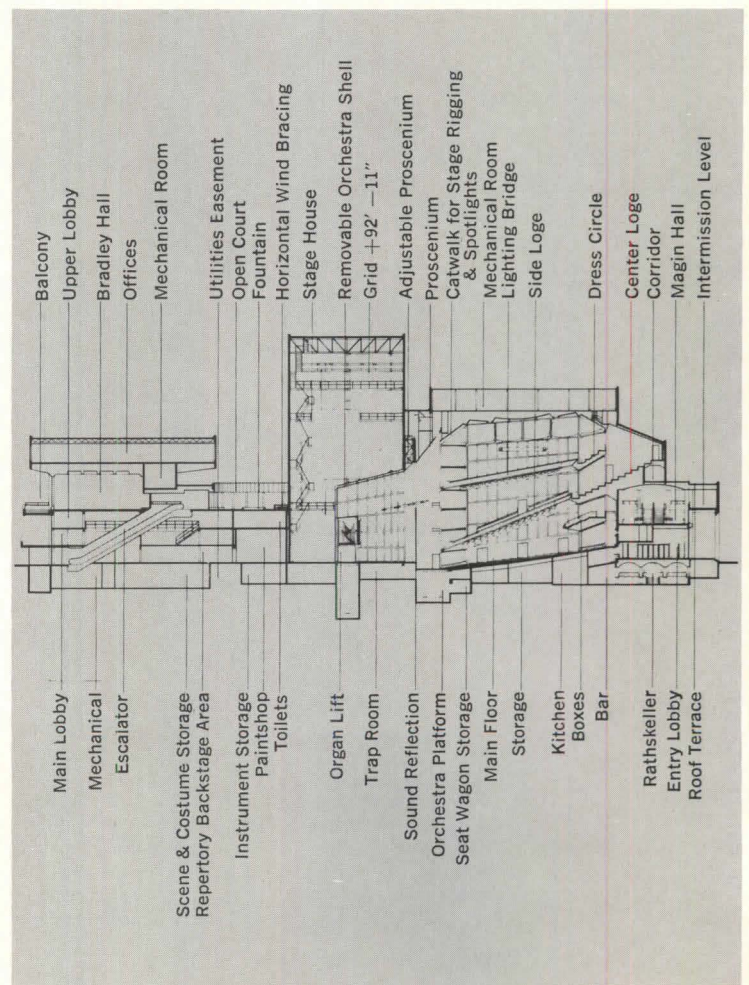 Balcony
Upper Lobby
Bradley Hall
Offices
Mechanical Room
Utilities Easement
Open Court
Fountain
Horizontal Wind Bracing
Stage House
Removable Orchestra Shell
Grid +92' —11"
Adjustable Proscenium
Proscenium
Catwalk for Stage Rigging
& Spotlights
Mechanical Room
Lighting Bridge
Side Loge
Dress Circle
Center Loge
Corridor
Magin Hall
Intermission Level
Main Lobby
Mechanical
Escalator
Scene & Costume Storage
Repertory Backstage Area
Instrument Storage
Paintshop
Toilets
Organ Lift
Trap Room
Sound Reflection
Orchestra Platform
Seat Wagon Storage
Main Floor
Storage
Kitchen
Boxes
Bar
Rathskeller
Entry Lobby
Roof Terrace